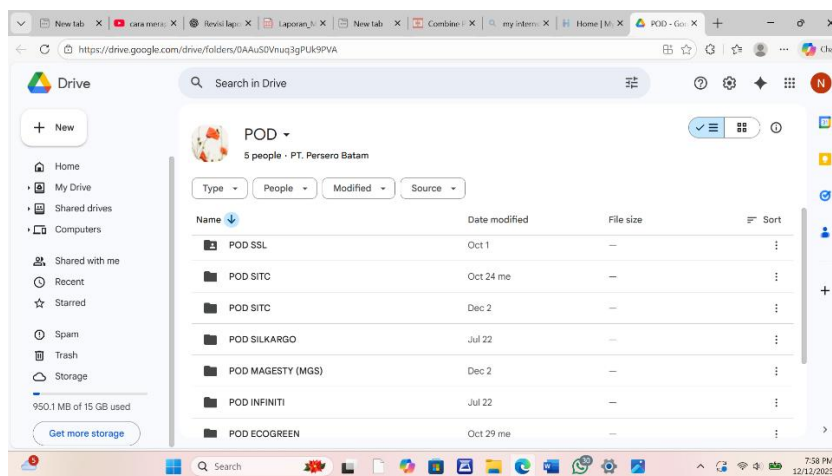 New tab
cara mera
Revisi lapo
Laporan_M
New tab
Combine F
my interns
Home | M
POD - Goo
https://drive.google.com/drive/folders/0AAuS0Vnuq3gPUk9PVA
Drive
Search in Drive
N
New
POD
5 people · PT. Persero Batam
Home
My Drive
Shared drives
Computers
Shared with me
Recent
Starred
Spam
Trash
Storage
950.1 MB of 15 GB used
Get more storage
Type People Modified Source
Name Date modified File size Sort
POD SSL Oct 1 —
POD SITC Oct 24 me —
POD SITC Dec 2 —
POD SILKARGO Jul 22 —
POD MAGESTY (MGS) Dec 2 —
POD INFINITI Jul 22 —
POD ECOGREEN Oct 29 me —
Search
7:58 PM
12/12/2025